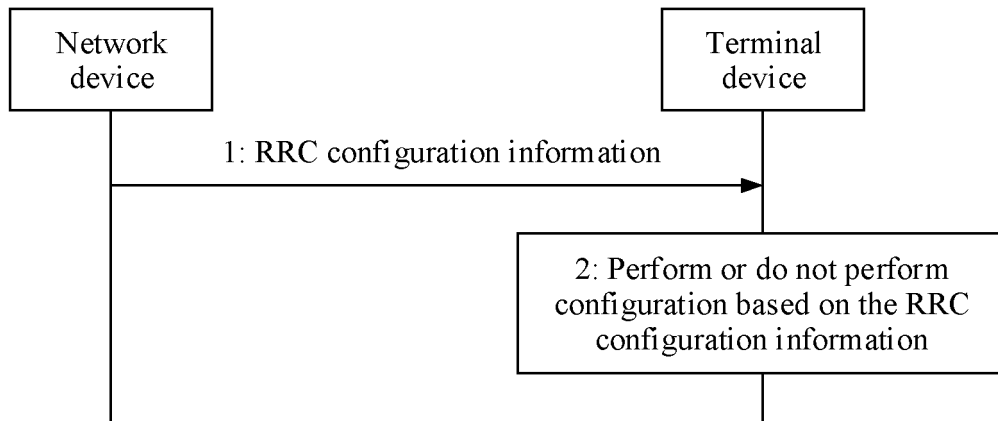 Network
device
Terminal
device
1: RRC configuration information
2: Perform or do not perform
configuration based on the RRC
configuration information